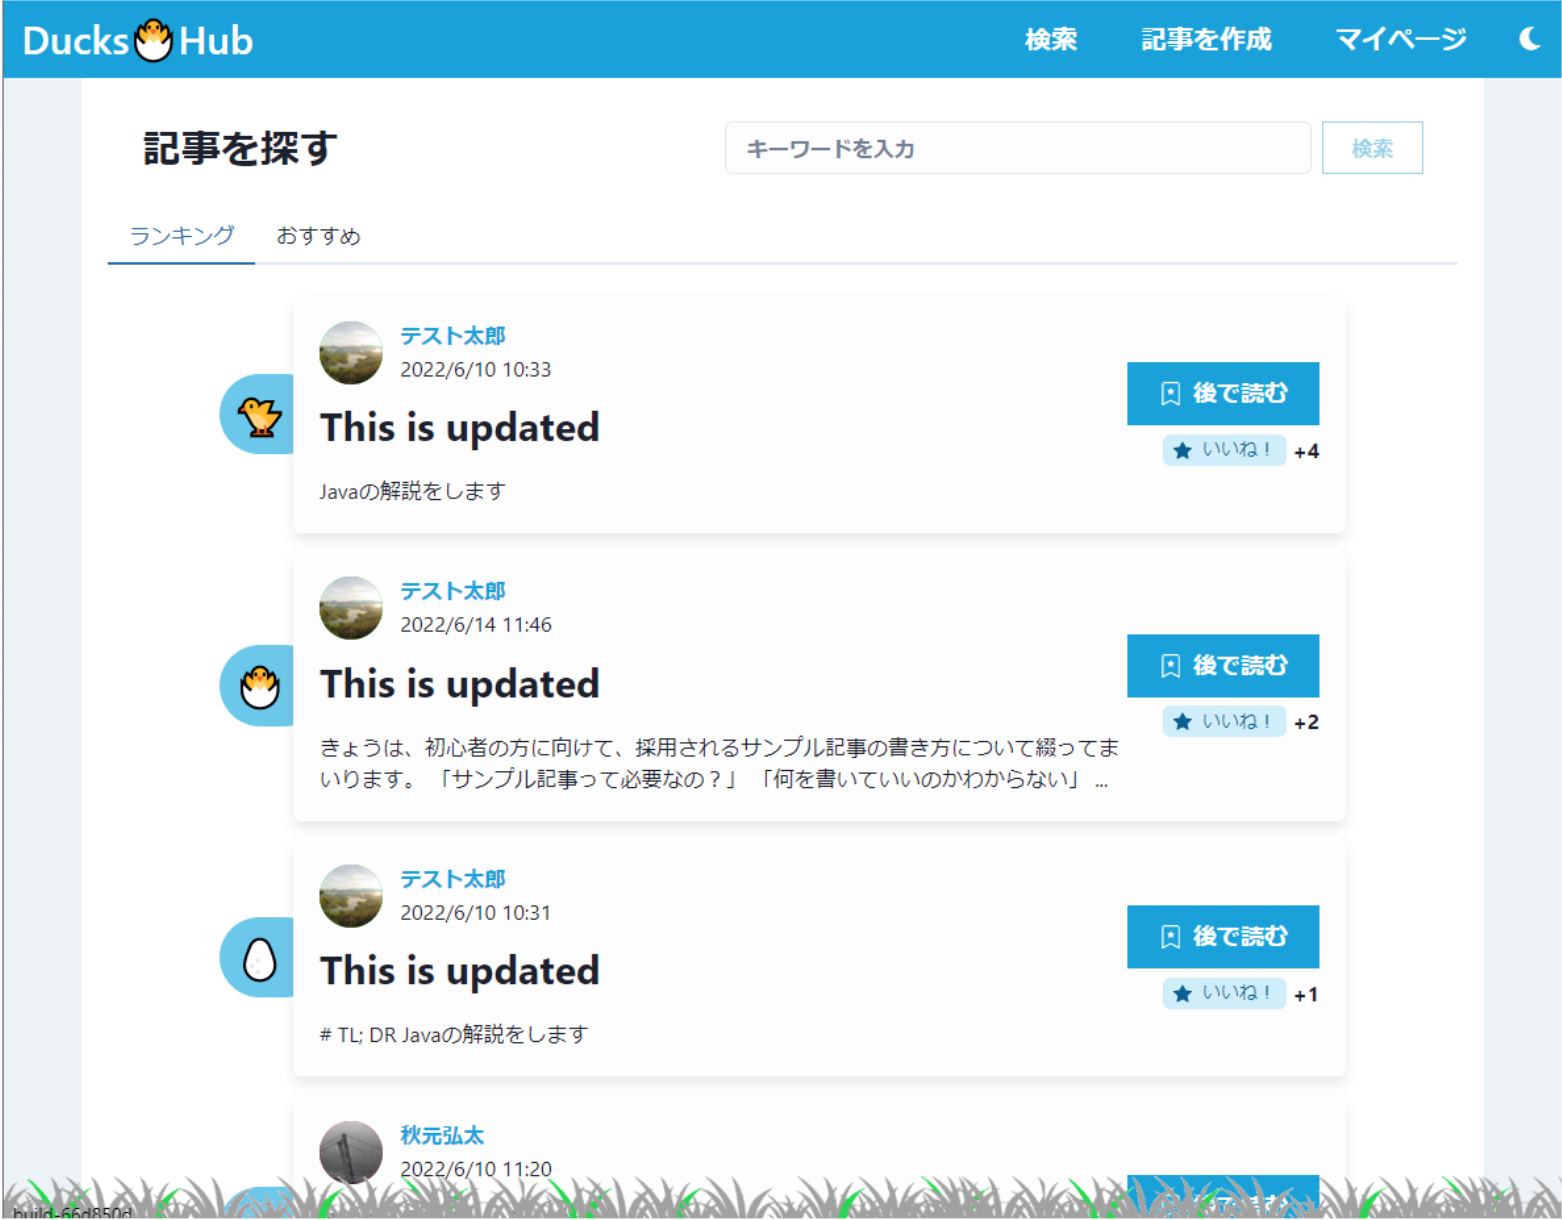 Ducks Hub
検索
記事を作成
マイページ
記事を探す
キーワードを入力
検索
ランキング
おすすめ
テスト太郎
2022/6/10 10:33
This is updated
Javaの解説をします
後で読む
いいね！ +4
テスト太郎
2022/6/14 11:46
This is updated
きょうは、初心者の方に向けて、採用されるサンプル記事の書き方について綴ってま
いります。 「サンプル記事って必要なの？」 「何を書いていいのかわからない」 ...
後で読む
いいね！ +2
テスト太郎
2022/6/10 10:31
This is updated
# TL; DR Javaの解説をします
後で読む
いいね！ +1
秋元弘太
2022/6/10 11:20
後で読む
build-66d850d